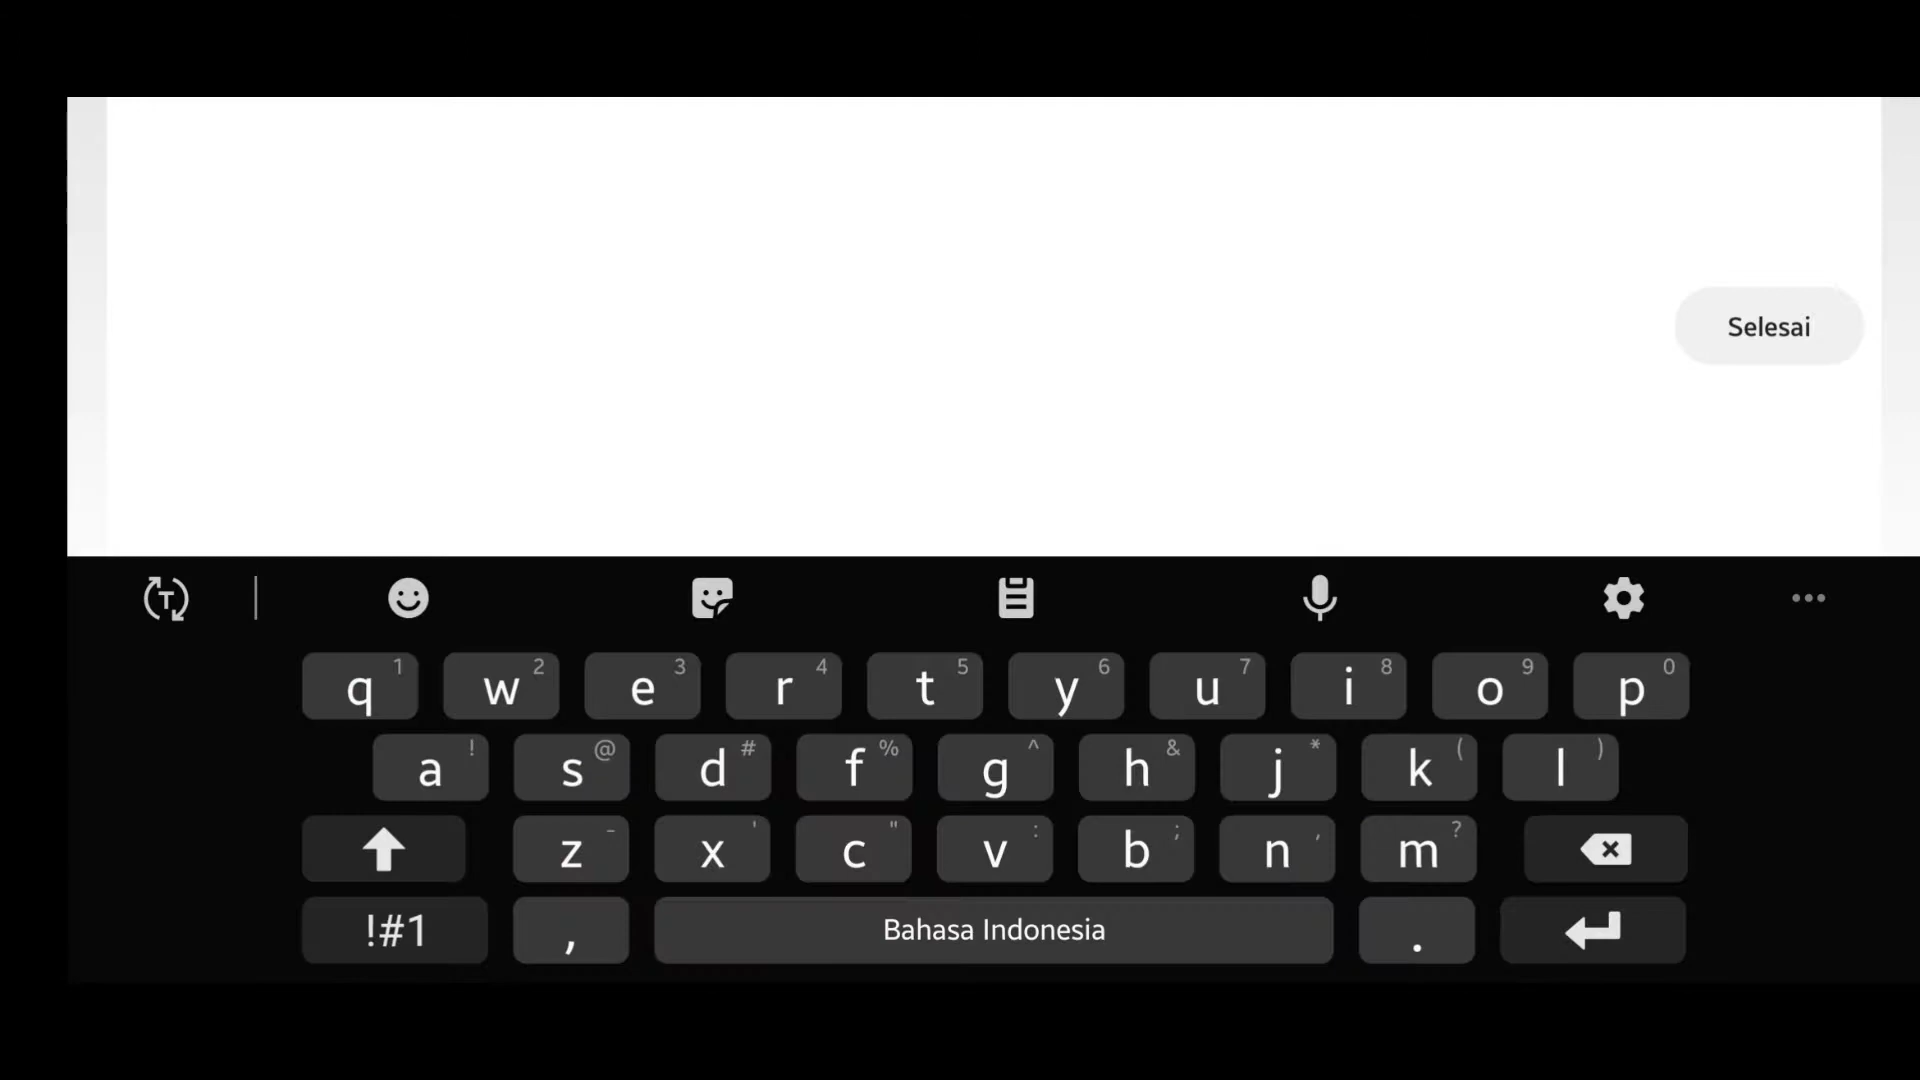 Selesai
T
q 1 w 2 e 3 r 4 t 5 y 6 u 7 i 8 o 9 p 0
a ! s @ d # f % g ^ h & j * k ( l )
z - x ' c " v : b ; n , m ?
!#1 , Bahasa Indonesia .